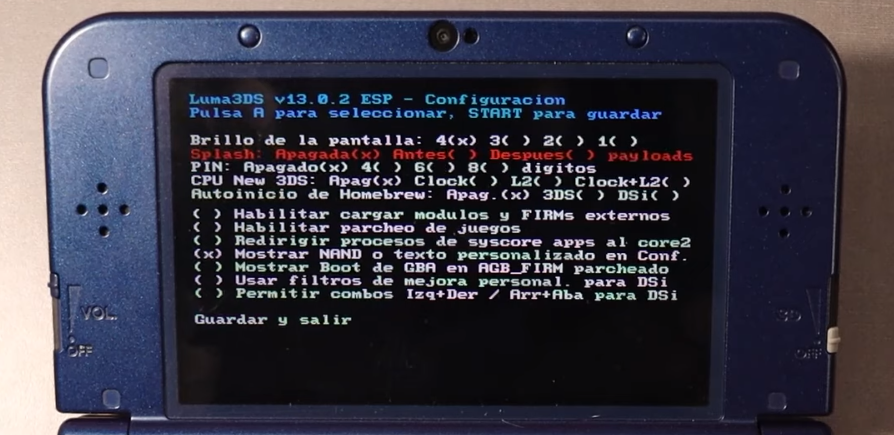 Luma3DS v13.0.2 ESP - Configuracion
Pulsa A para seleccionar, START para guardar
Brillo de la pantalla: 4(x) 3( ) 2( ) 1( )
Splash: Apagada(x) Antes( ) Despues( ) payloads
PIN: Apagado(x) 4( ) 6( ) 8( ) digitos
CPU New 3DS: Apag(x) Clock( ) L2( ) Clock+L2( )
Autoinicio de Homebrew: Apag.(x) 3DS( ) DSi( )
( ) Habilitar cargar modulos y FIRMs externos
( ) Habilitar parcheo de juegos
( ) Redirigir procesos de syscore apps al core2
(x) Mostrar NAND o texto personalizado en Conf.
( ) Mostrar Boot de GBA en AGB_FIRM parcheado
( ) Usar filtros de mejora personal. para DSi
( ) Permitir combos Izq+Der / Arr+Aba para DSi
Guardar y salir
VOL.
OFF
3D
OFF